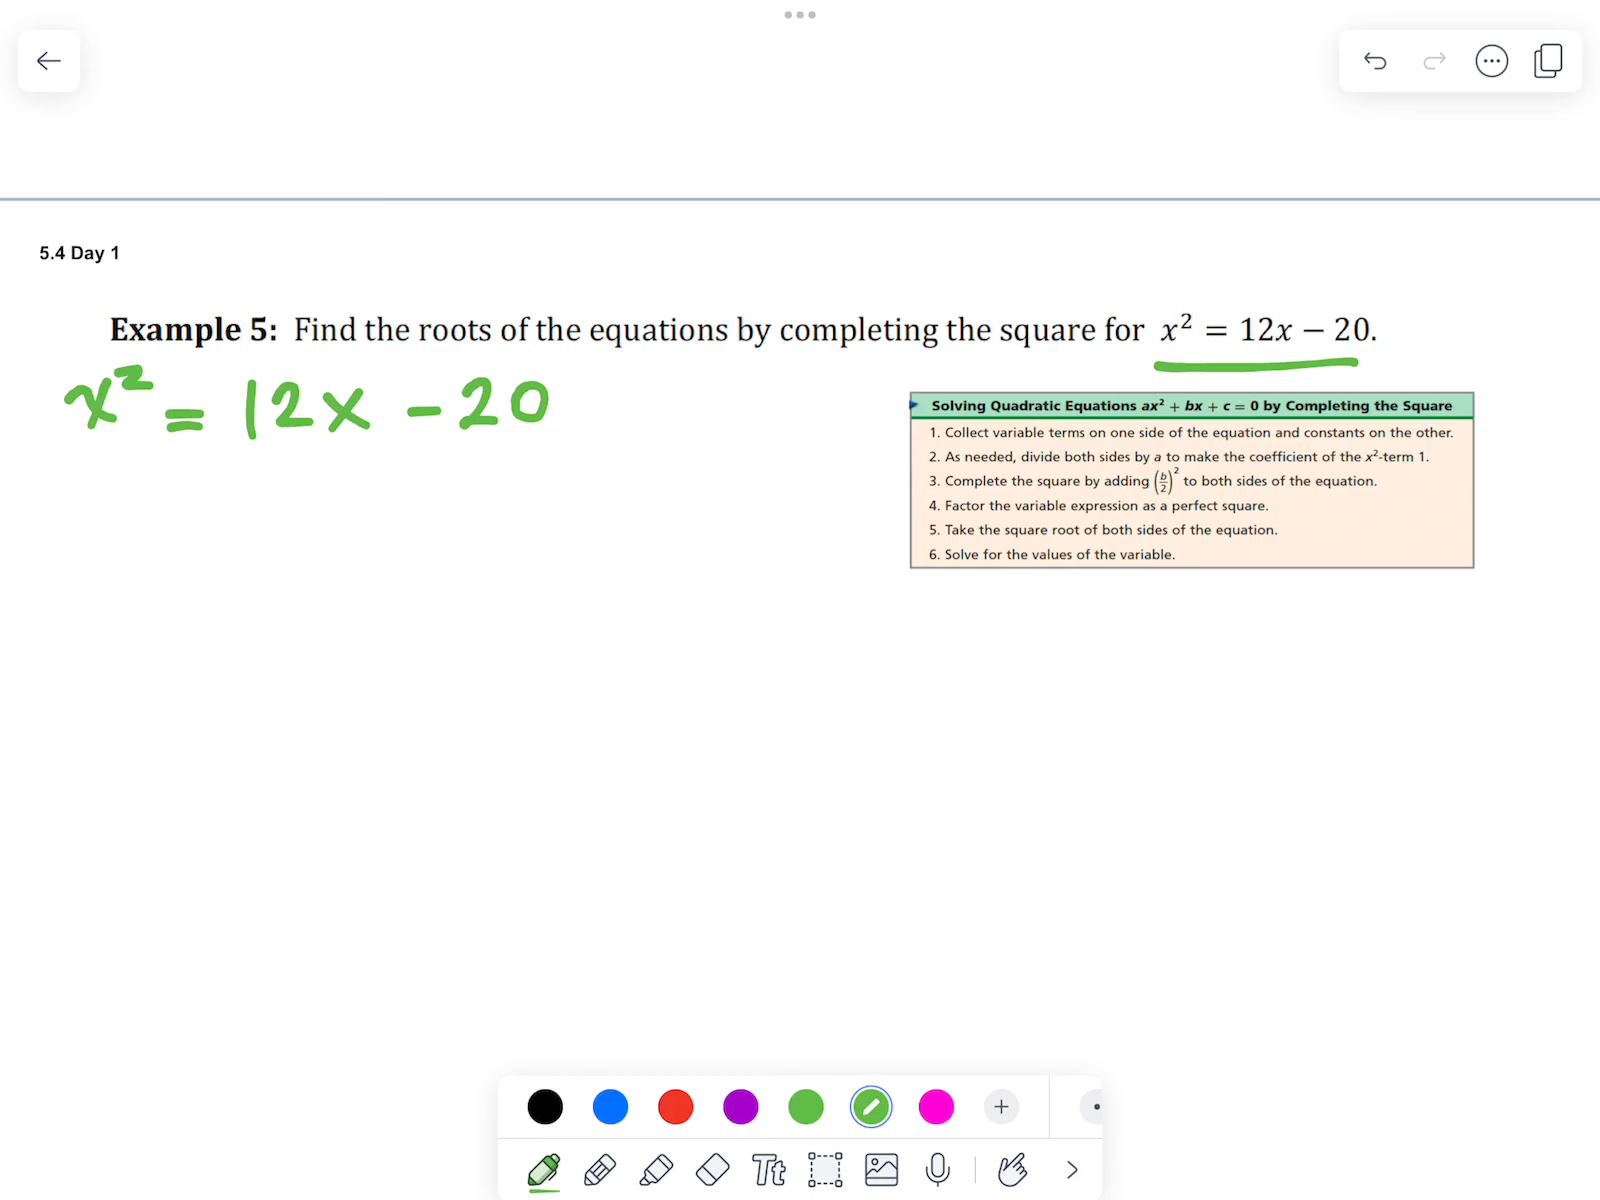 5.4 Day 1
Example 5: Find the roots of the equations by completing the square for x² = 12x − 20.
x² = 12x − 20
Solving Quadratic Equations ax² + bx + c = 0 by Completing the Square
1. Collect variable terms on one side of the equation and constants on the other.
2. As needed, divide both sides by a to make the coefficient of the x²-term 1.
3. Complete the square by adding (b/2)² to both sides of the equation.
4. Factor the variable expression as a perfect square.
5. Take the square root of both sides of the equation.
6. Solve for the values of the variable.
Tt